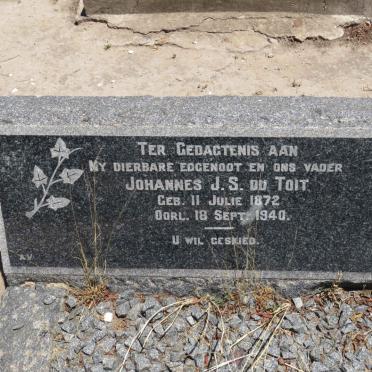 TER GEDAGTENIS AAN
MY DIERBARE EGGENOOT EN ONS VADER
JOHANNES J.S. DU TOIT
GEB. 11 JULIE 1872
OORL. 18 SEPT. 1940.
U WIL GESKIED.
A.V.